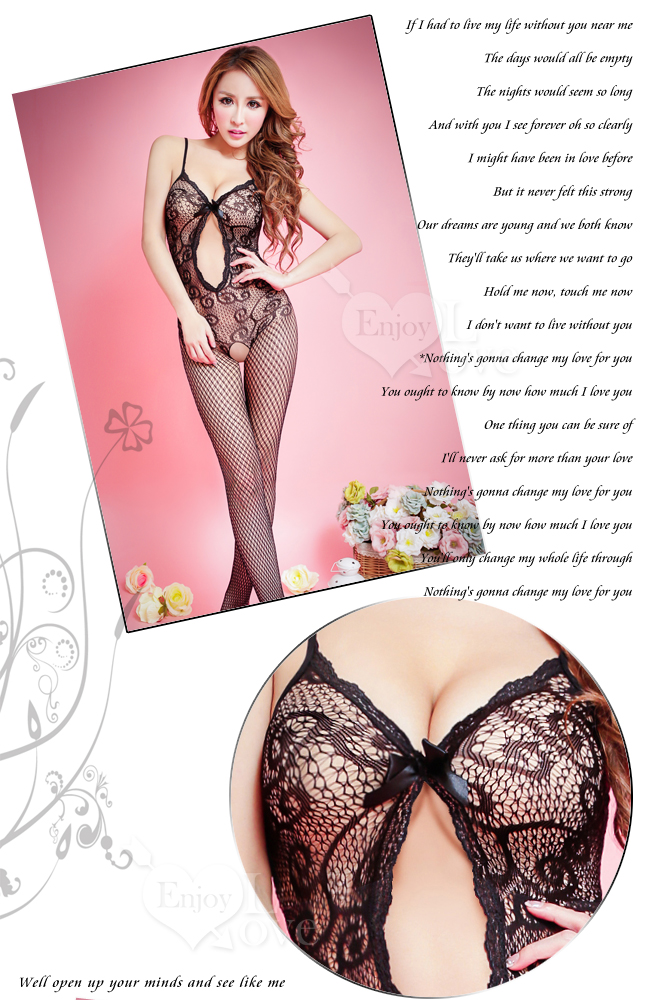 If I had to live my life without you near me
The days would all be empty
The nights would seem so long
And with you I see forever oh so clearly
I might have been in love before
But it never felt this strong
Our dreams are young and we both know
They'll take us where we want to go
Hold me now, touch me now
I don't want to live without you
*Nothing's gonna change my love for you
You ought to know by now how much I love you
One thing you can be sure of
I'll never ask for more than your love
Nothing's gonna change my love for you
You ought to know by now how much I love you
You'll only change my whole life through
Nothing's gonna change my love for you
Enjoy Love
Enjoy Love
Well open up your minds and see like me